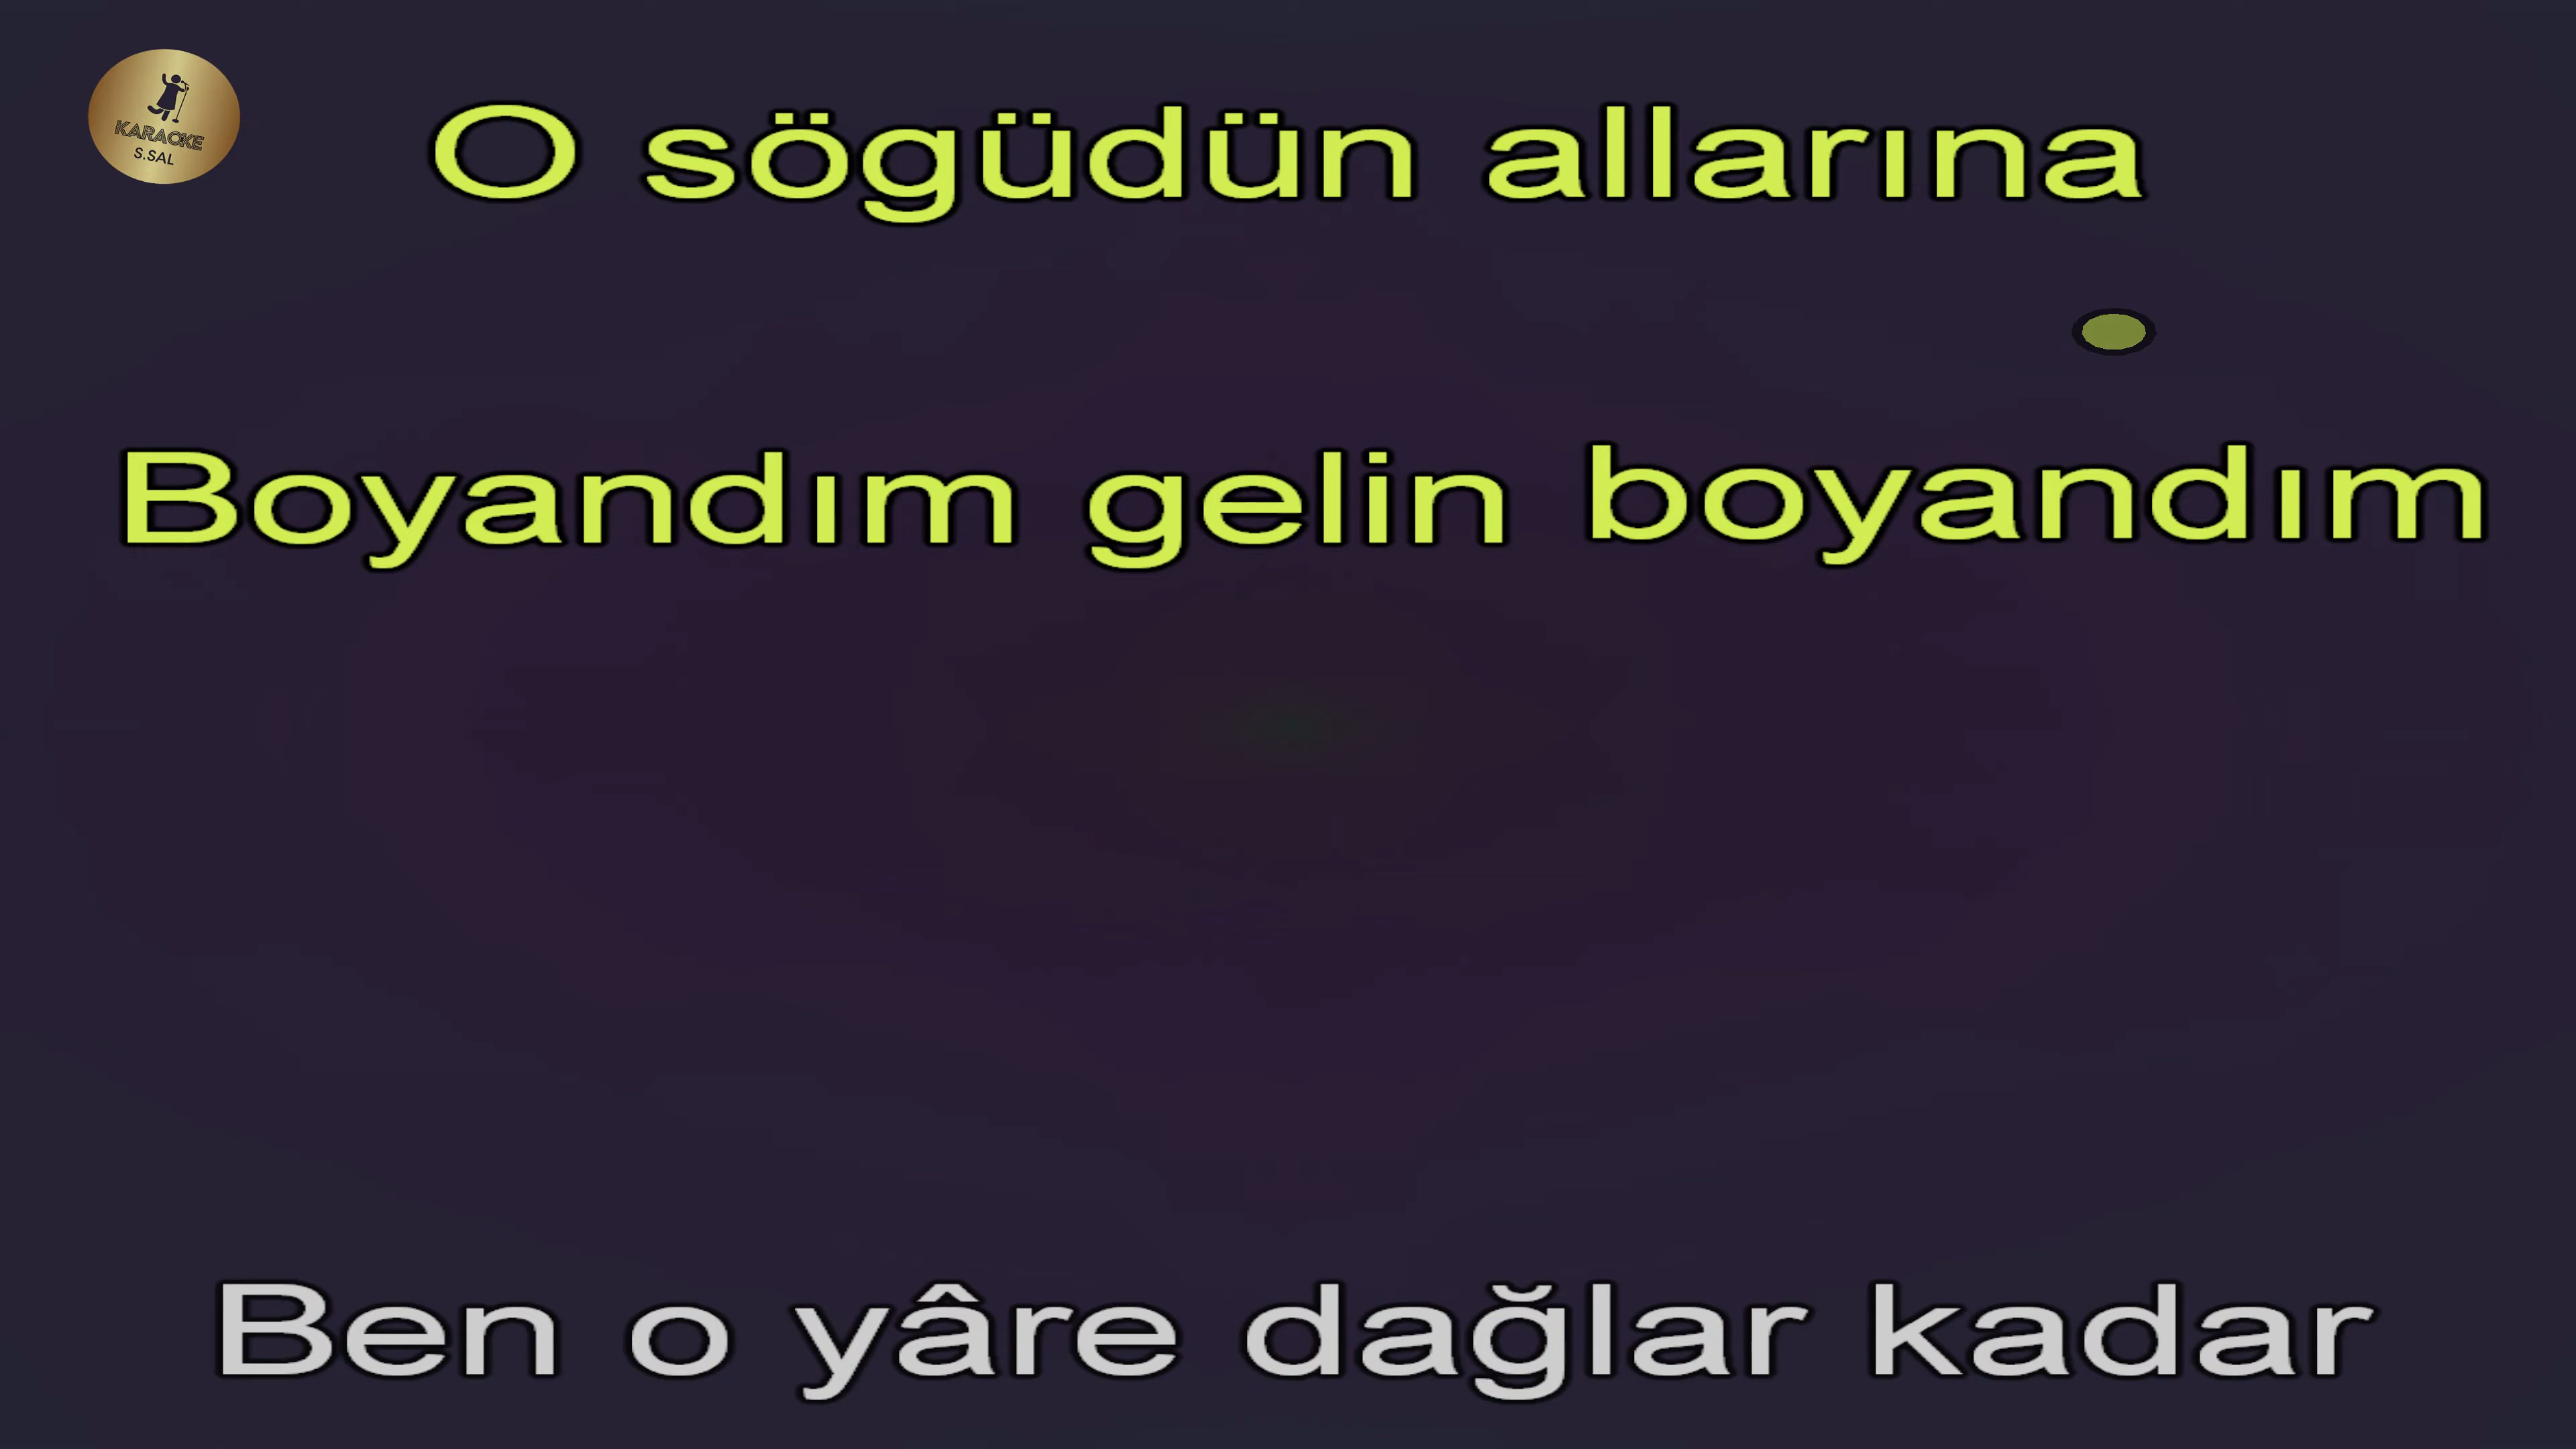 KARAOKE
S.SAL
O sögüdün allarına
Boyandım gelin boyandım
Ben o yâre dağlar kadar